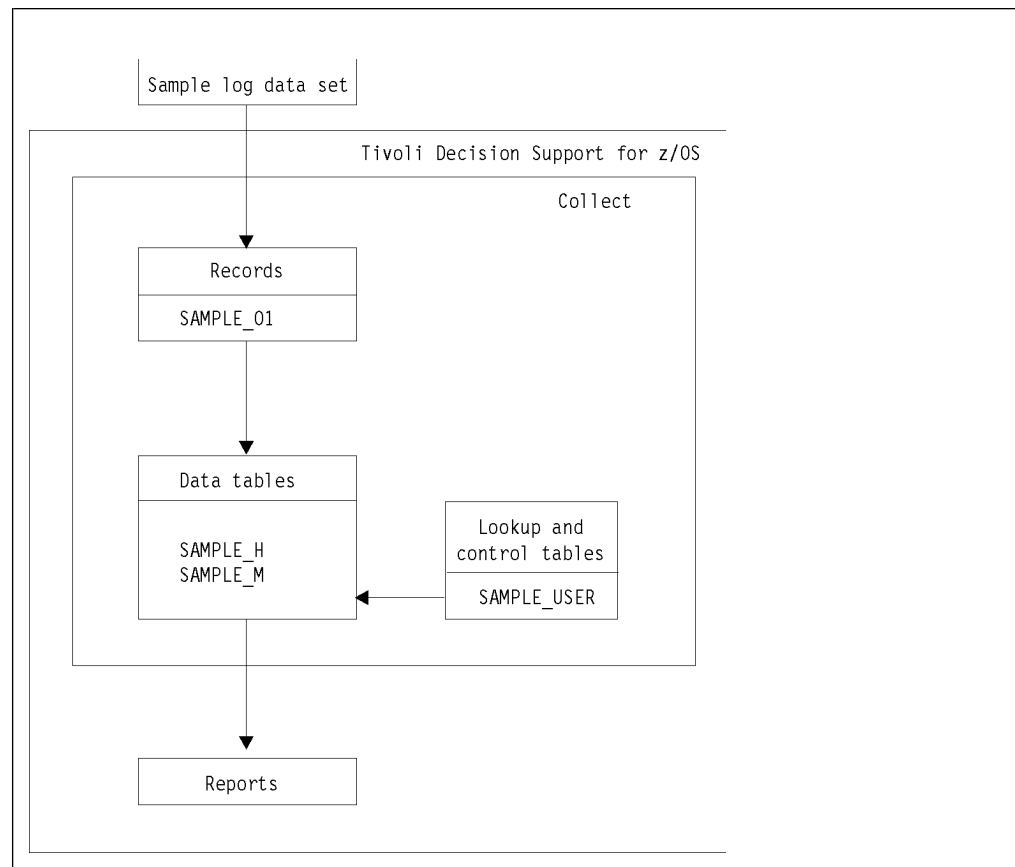 Sample log data set
Tivoli Decision Support for z/OS
Collect
Records
SAMPLE_01
Data tables
SAMPLE_H
SAMPLE_M
Lookup and
control tables
SAMPLE_USER
Reports